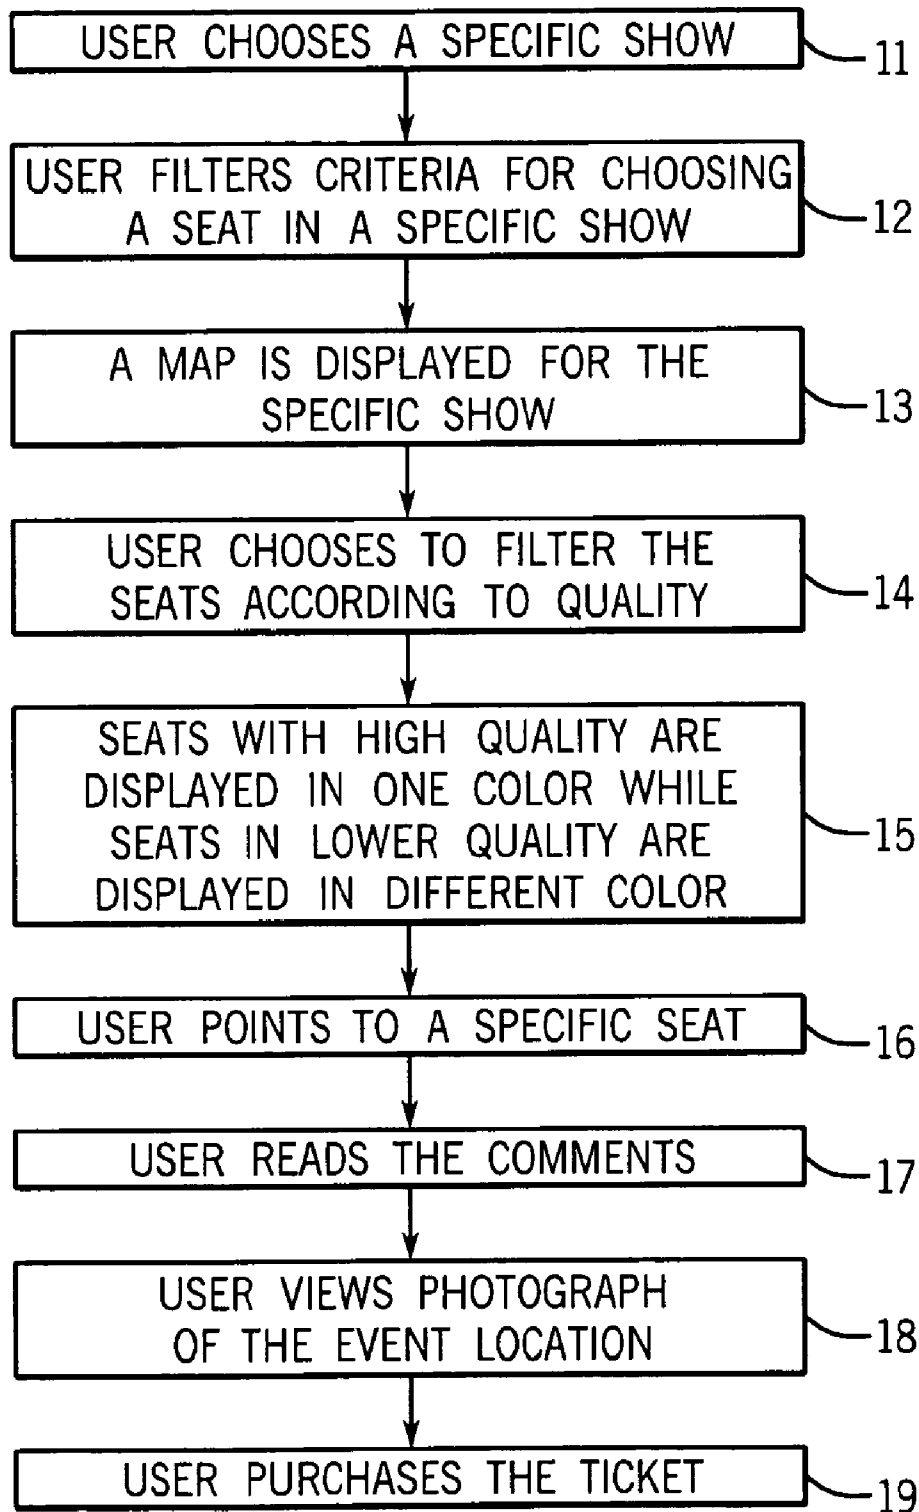 USER CHOOSES A SPECIFIC SHOW
11
USER FILTERS CRITERIA FOR CHOOSING
A SEAT IN A SPECIFIC SHOW
12
A MAP IS DISPLAYED FOR THE
SPECIFIC SHOW
13
USER CHOOSES TO FILTER THE
SEATS ACCORDING TO QUALITY
14
SEATS WITH HIGH QUALITY ARE
DISPLAYED IN ONE COLOR WHILE
SEATS IN LOWER QUALITY ARE
DISPLAYED IN DIFFERENT COLOR
15
USER POINTS TO A SPECIFIC SEAT
16
USER READS THE COMMENTS
17
USER VIEWS PHOTOGRAPH
OF THE EVENT LOCATION
18
USER PURCHASES THE TICKET
19